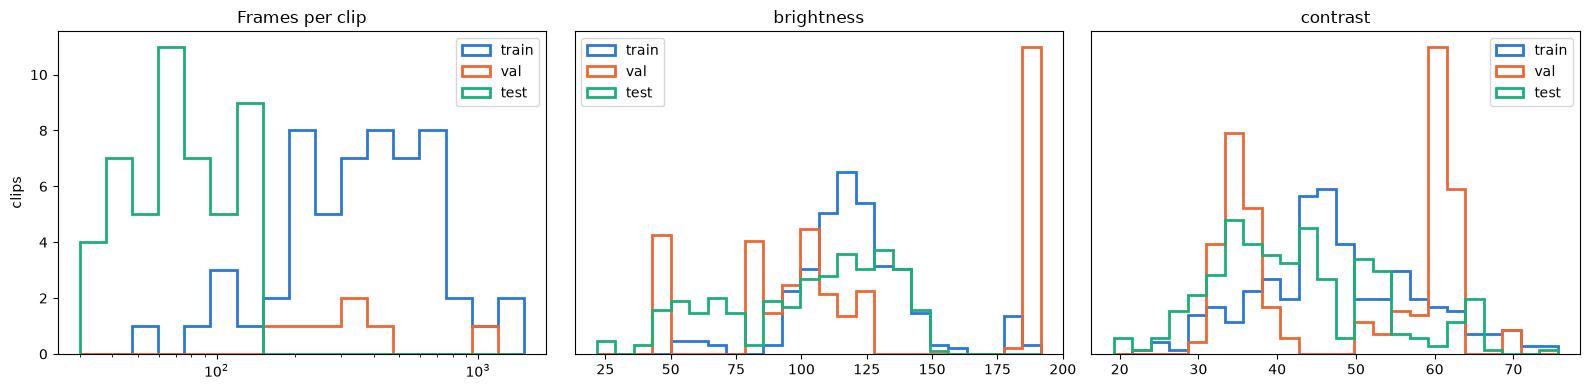 Frames per clip
clips
10
8
6
4
2
0
10²
10³
train
val
test
brightness
train
val
test
25
50
75
100
125
150
175
200
contrast
train
val
test
20
30
40
50
60
70